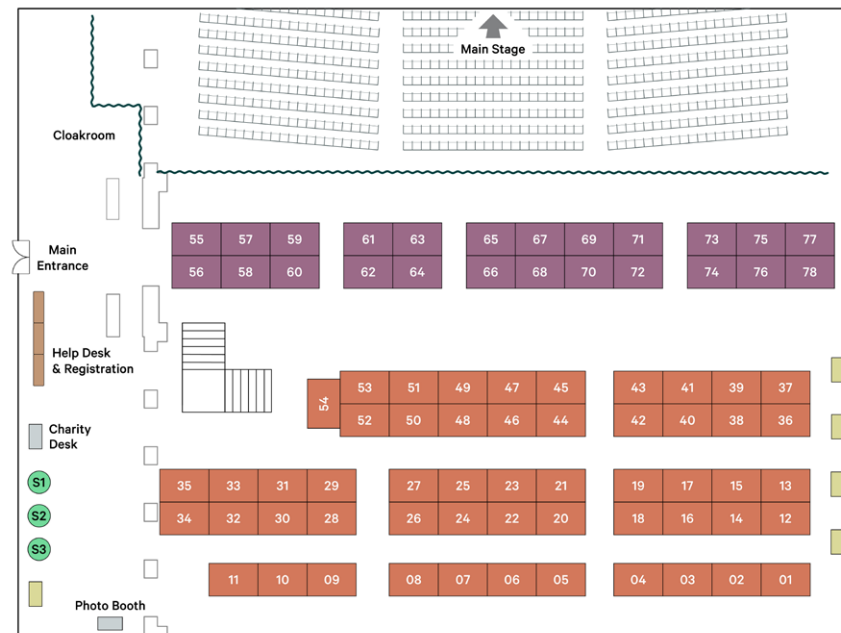 Main Stage
Cloakroom
55 57 59 61 63 65 67 69 71 73 75 77
Main
Entrance
56 58 60 62 64 66 68 70 72 74 76 78
Help Desk
& Registration
54
53 51 49 47 45 43 41 39 37
52 50 48 46 44 42 40 38 36
Charity
Desk
S1
35 33 31 29 27 25 23 21 19 17 15 13
S2
34 32 30 28 26 24 22 20 18 16 14 12
S3
11 10 09 08 07 06 05 04 03 02 01
Photo Booth